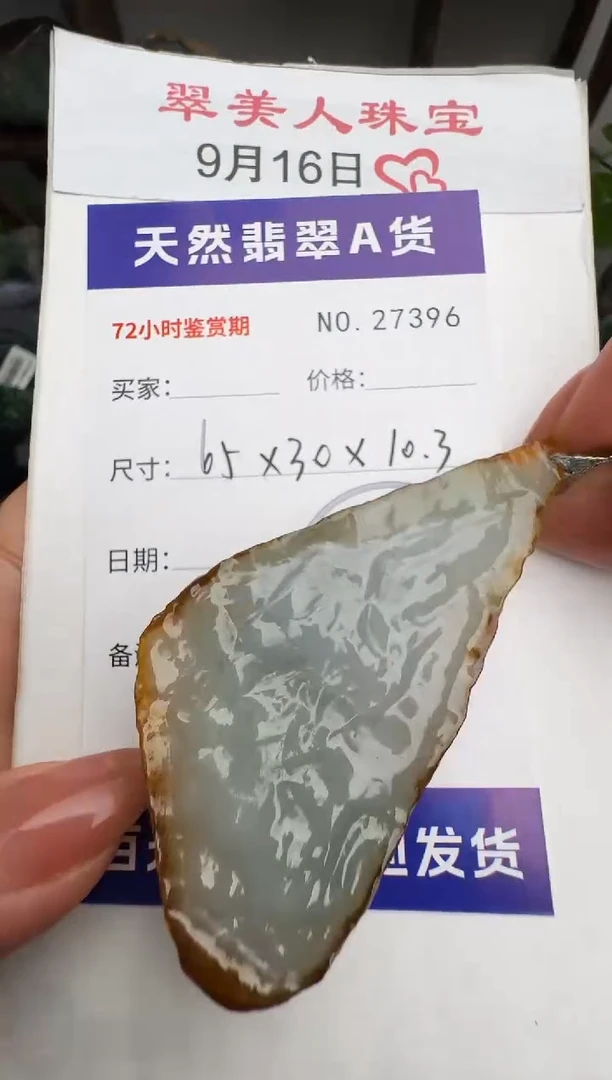 翠美人珠宝
9月16日
天然翡翠A货
72小时鉴赏期 NO.27396
买家: 价格:
尺寸: 65×30×10.3
日期:
备
百 发货